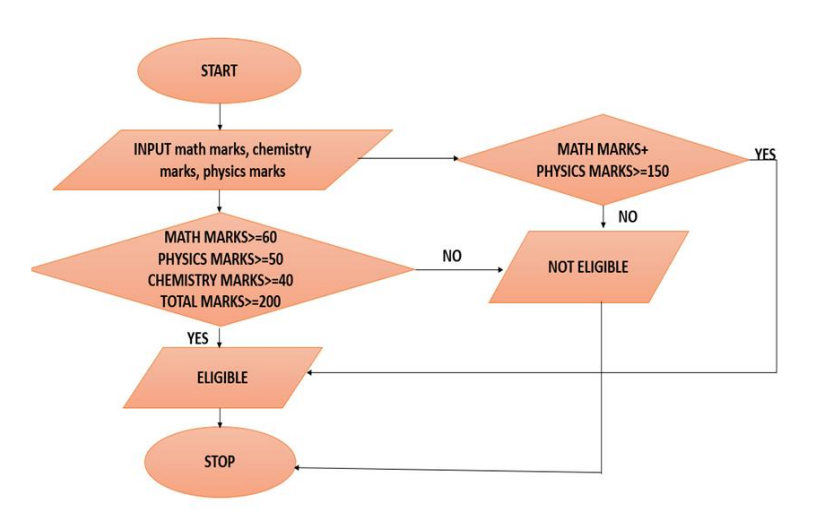 START
INPUT math marks, chemistry
marks, physics marks
MATH MARKS+
PHYSICS MARKS>=150
YES
NO
MATH MARKS>=60
PHYSICS MARKS>=50
CHEMISTRY MARKS>=40
TOTAL MARKS>=200
NO
NOT ELIGIBLE
YES
ELIGIBLE
STOP